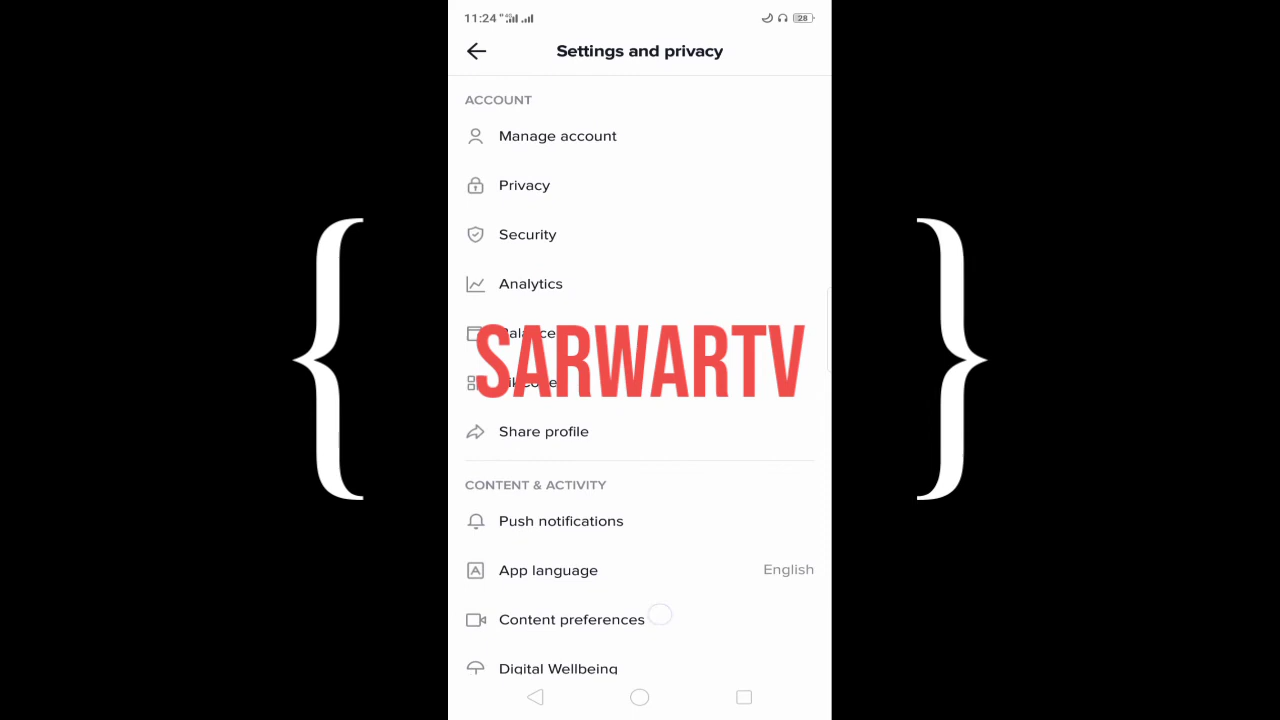 11:24
28
Settings and privacy
ACCOUNT
Manage account
Privacy
Security
Analytics
Balance
SARWARTV
Share profile
CONTENT & ACTIVITY
Push notifications
App language English
Content preferences
Digital Wellbeing